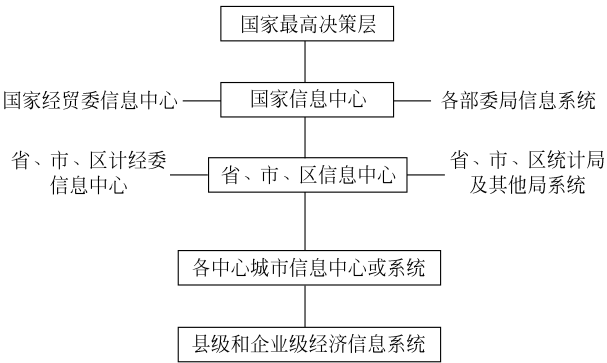 国家最高决策层
国家经贸委信息中心
国家信息中心
各部委局信息系统
省、市、区计经委
信息中心
省、市、区信息中心
省、市、区统计局
及其他局系统
各中心城市信息中心或系统
县级和企业级经济信息系统